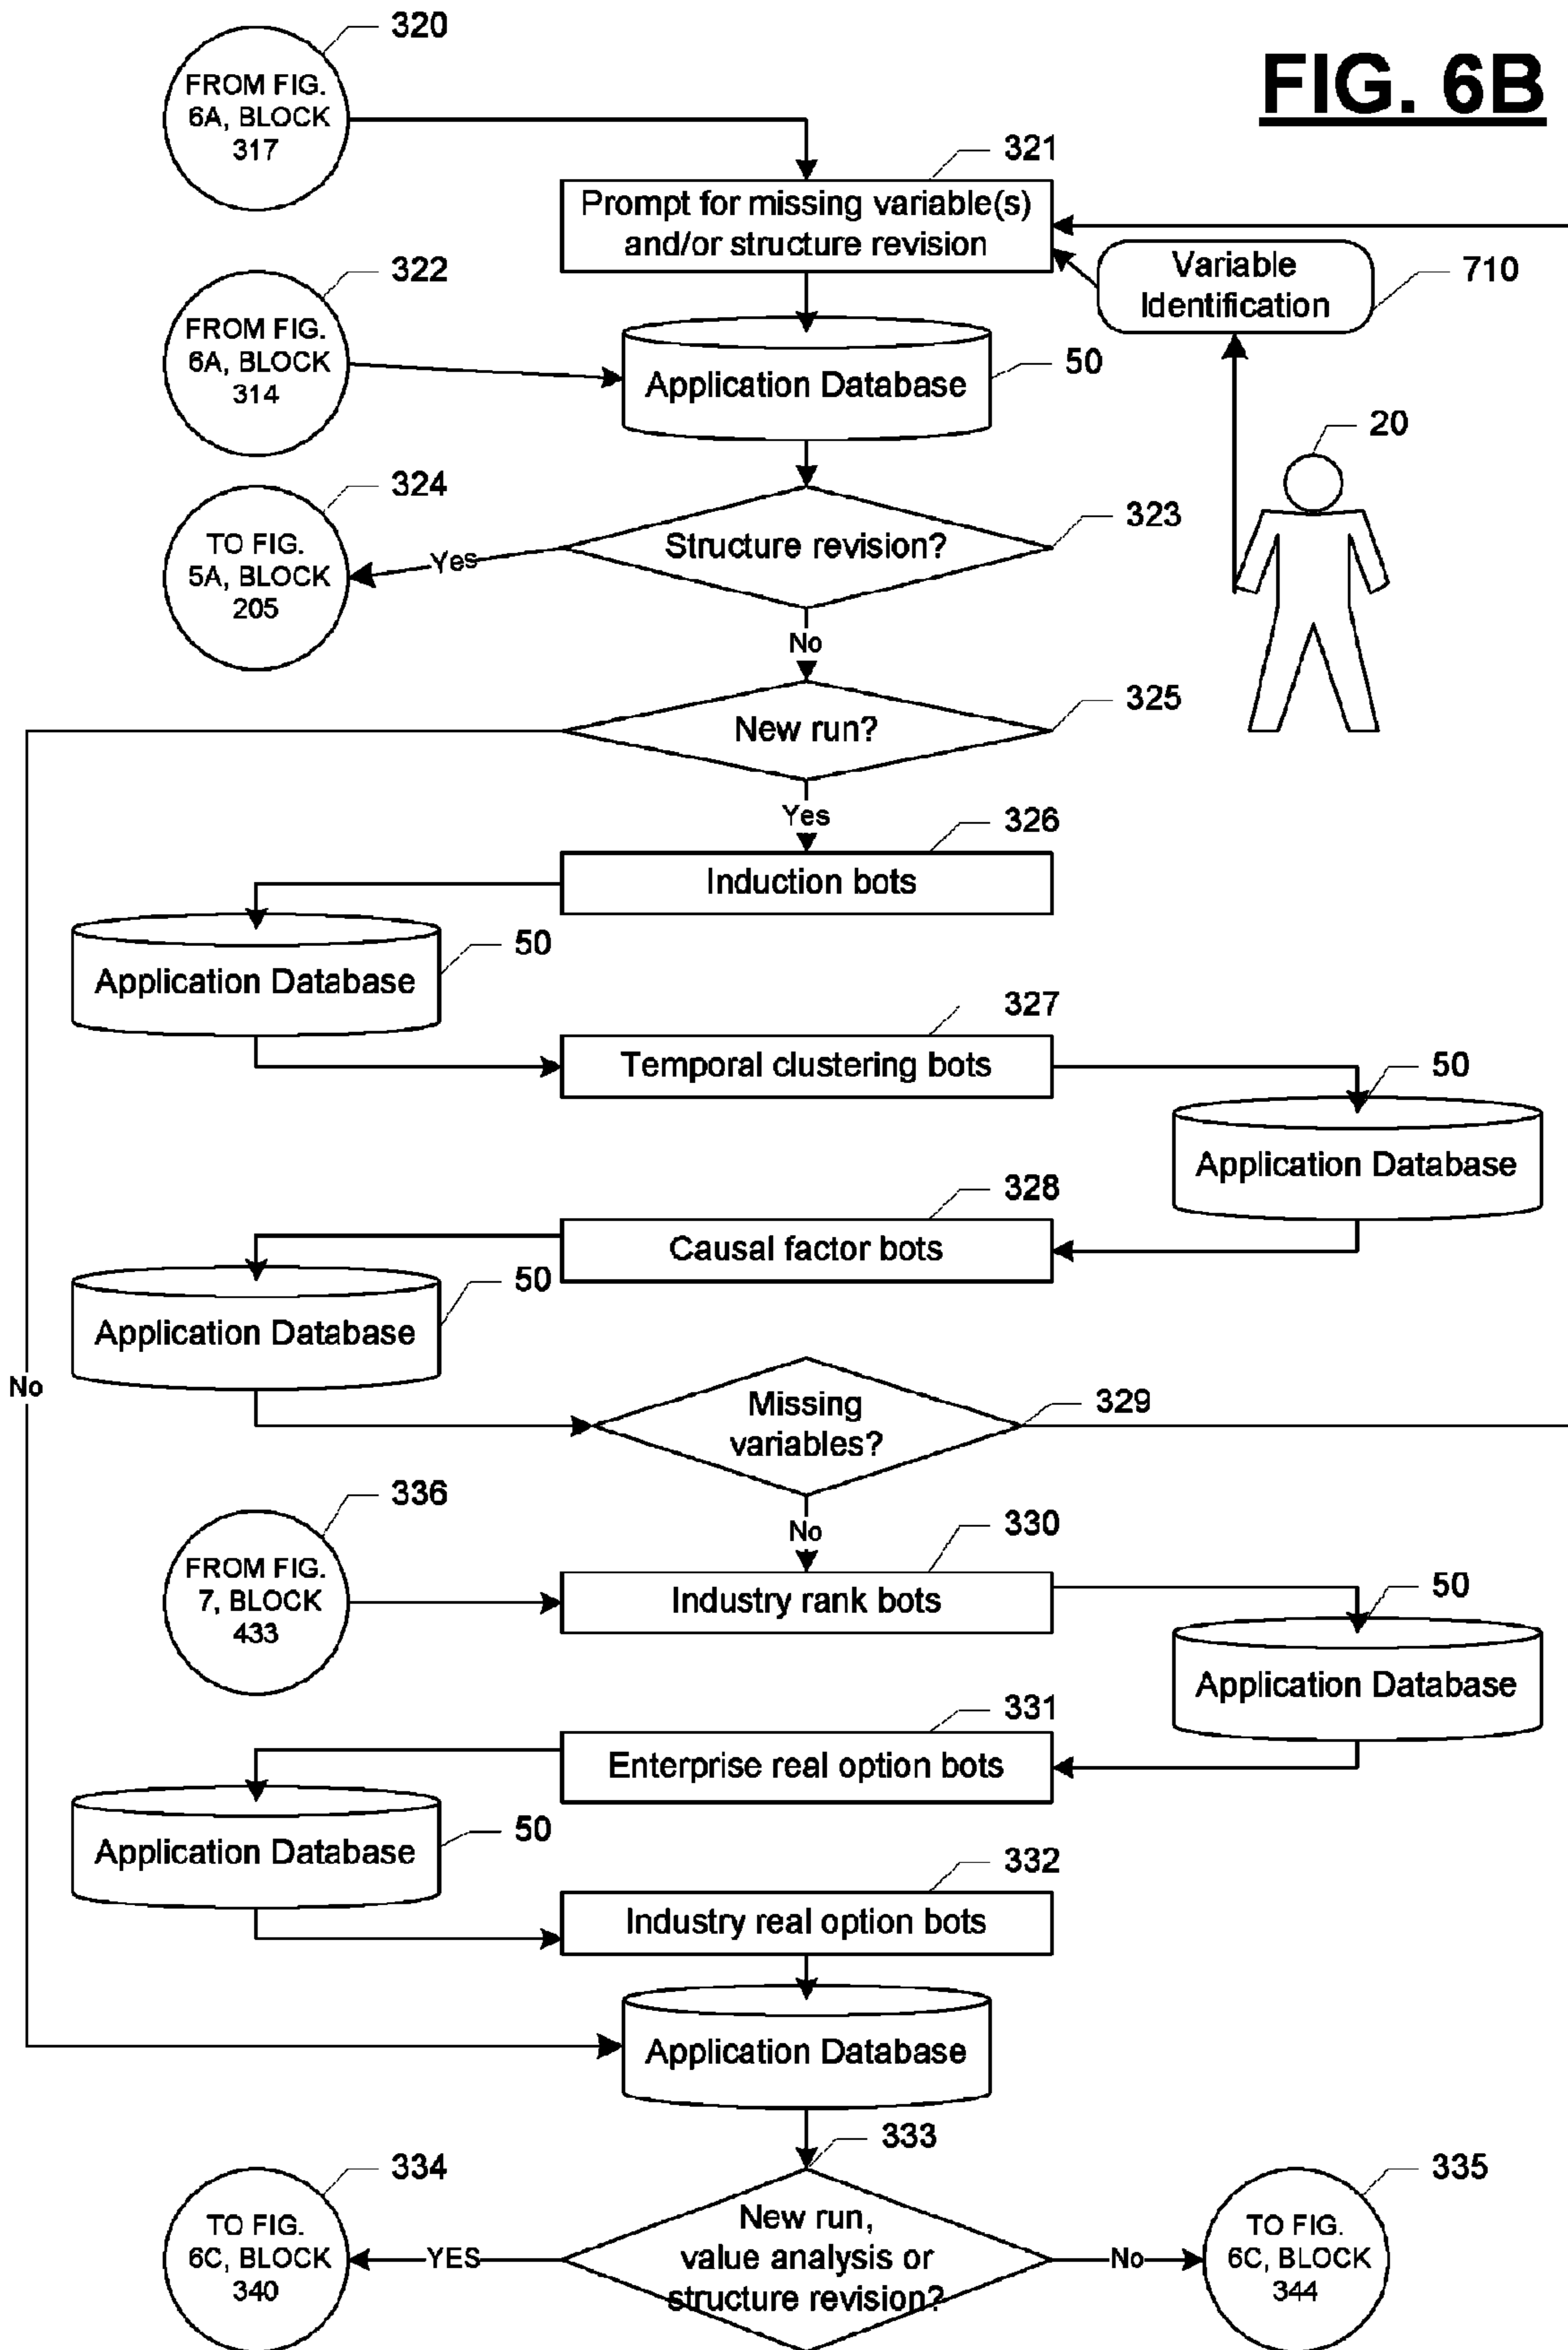 320
FROM FIG.
6A, BLOCK
317
FIG. 6B
321
Prompt for missing variable(s)
and/or structure revision
322
FROM FIG.
6A, BLOCK
314
Variable
Identification
710
Application Database
50
20
324
TO FIG.
5A, BLOCK
205
Yes
Structure revision?
323
No
New run?
325
Yes
326
Induction bots
50
Application Database
327
Temporal clustering bots
50
Application Database
328
Causal factor bots
50
Application Database
No
Missing
variables?
329
336
FROM FIG.
7, BLOCK
433
No
330
Industry rank bots
50
Application Database
331
Enterprise real option bots
50
Application Database
332
Industry real option bots
Application Database
333
334
TO FIG.
6C, BLOCK
340
YES
New run,
value analysis or
structure revision?
No
335
TO FIG.
6C, BLOCK
344